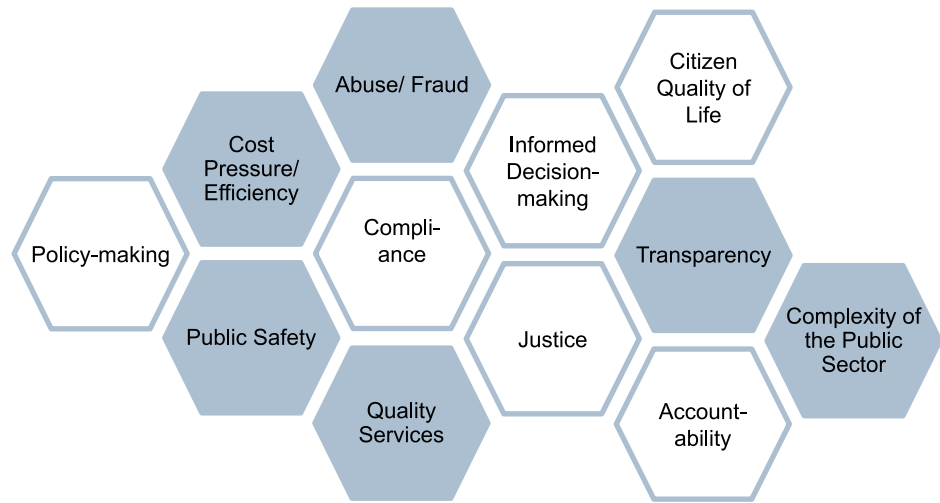 Policy-making
Cost
Pressure/
Efficiency
Public Safety
Abuse/ Fraud
Compli-
ance
Quality
Services
Informed
Decision-
making
Justice
Citizen
Quality of
Life
Transparency
Account-
ability
Complexity of
the Public
Sector